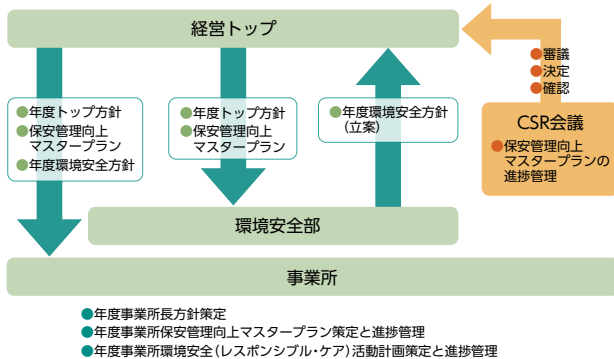 経営トップ
●審議
●決定
●確認
●年度トップ方針
●保安管理向上
マスタープラン
●年度環境安全方針
●年度トップ方針
●保安管理向上
マスタープラン
●年度環境安全方針
(立案)
CSR会議
●保安管理向上
マスタープランの
進捗管理
環境安全部
事業所
●年度事業所長方針策定
●年度事業所保安管理向上マスタープラン策定と進捗管理
●年度事業所環境安全(レスポンシブル・ケア)活動計画策定と進捗管理